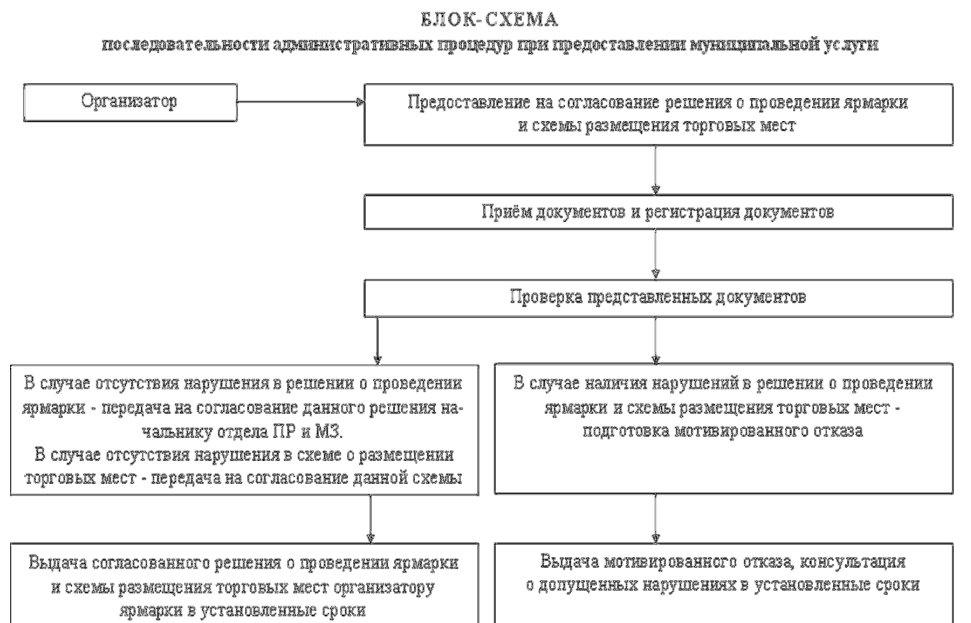 БЛОК-СХЕМА
последовательности административных процедур при предоставлении муниципальной услуги
Организатор
Предоставление на согласование решения о проведении ярмарки
и схемы размещения торговых мест
Приём документов и регистрация документов
Проверка представленных документов
В случае отсутствия нарушения в решении о проведении
ярмарки - передача на согласование данного решения на-
чальнику отдела ПР и МЗ.
В случае отсутствия нарушения в схеме о размещении
торговых мест - передача на согласование данной схемы
В случае наличия нарушений в решении о проведении
ярмарки и схемы размещения торговых мест -
подготовка мотивированного отказа
Выдача согласованного решения о проведении ярмарки
и схемы размещения торговых мест организатору
ярмарки в установленные сроки
Выдача мотивированного отказа, консультация
о допущенных нарушениях в установленные сроки